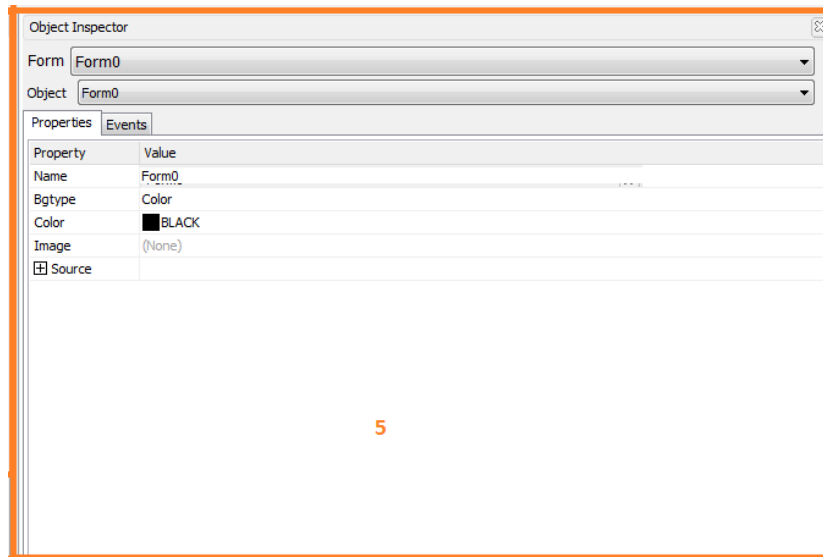 Object Inspector
Form Form0
Object Form0
Properties Events
Property Value
Name Form0
Bgtype Color
Color BLACK
Image (None)
Source
5